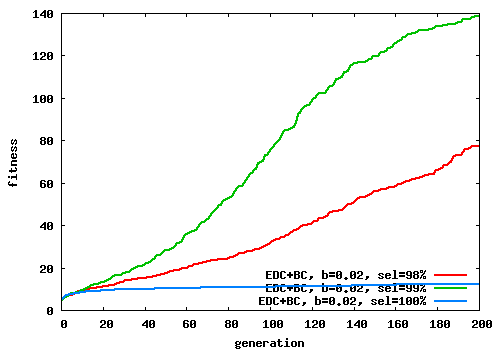 140
120
100
80
60
40
20
0
fitness
EDC+BC, b=0.02, sel=98%
EDC+BC, b=0.02, sel=99%
EDC+BC, b=0.02, sel=100%
0 20 40 60 80 100 120 140 160 180 200
generation